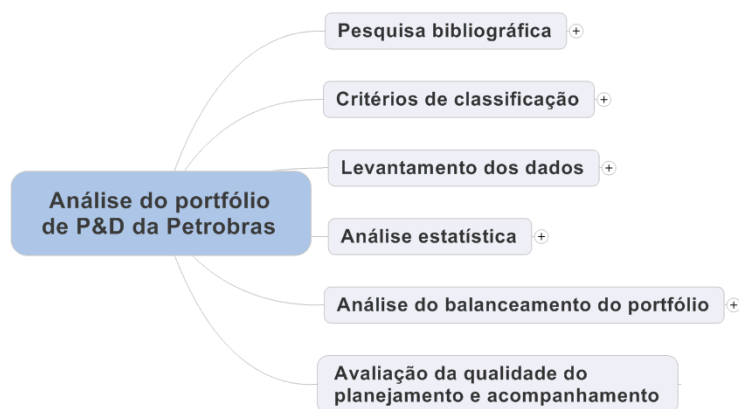 Pesquisa bibliográfica
Critérios de classificação
Levantamento dos dados
Análise do portfólio
de P&D da Petrobras
Análise estatística
Análise do balanceamento do portfólio
Avaliação da qualidade do
planejamento e acompanhamento